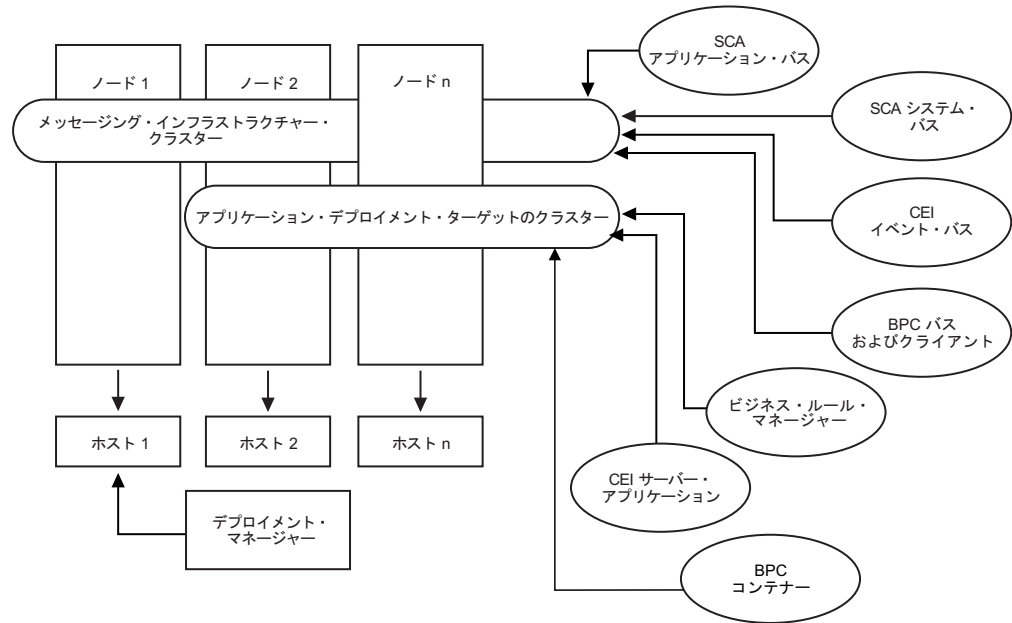 SCA
アプリケーション・バス
ノード 1
ノード 2
ノード n
メッセージング・インフラストラクチャー・
クラスター
SCA システム・
バス
アプリケーション・デプロイメント・ターゲットのクラスター
CEI
イベント・バス
BPC バス
およびクライアント
ビジネス・ルール・
マネージャー
ホスト 1
ホスト 2
ホスト n
CEI サーバー・
アプリケーション
デプロイメント・
マネージャー
BPC
コンテナー